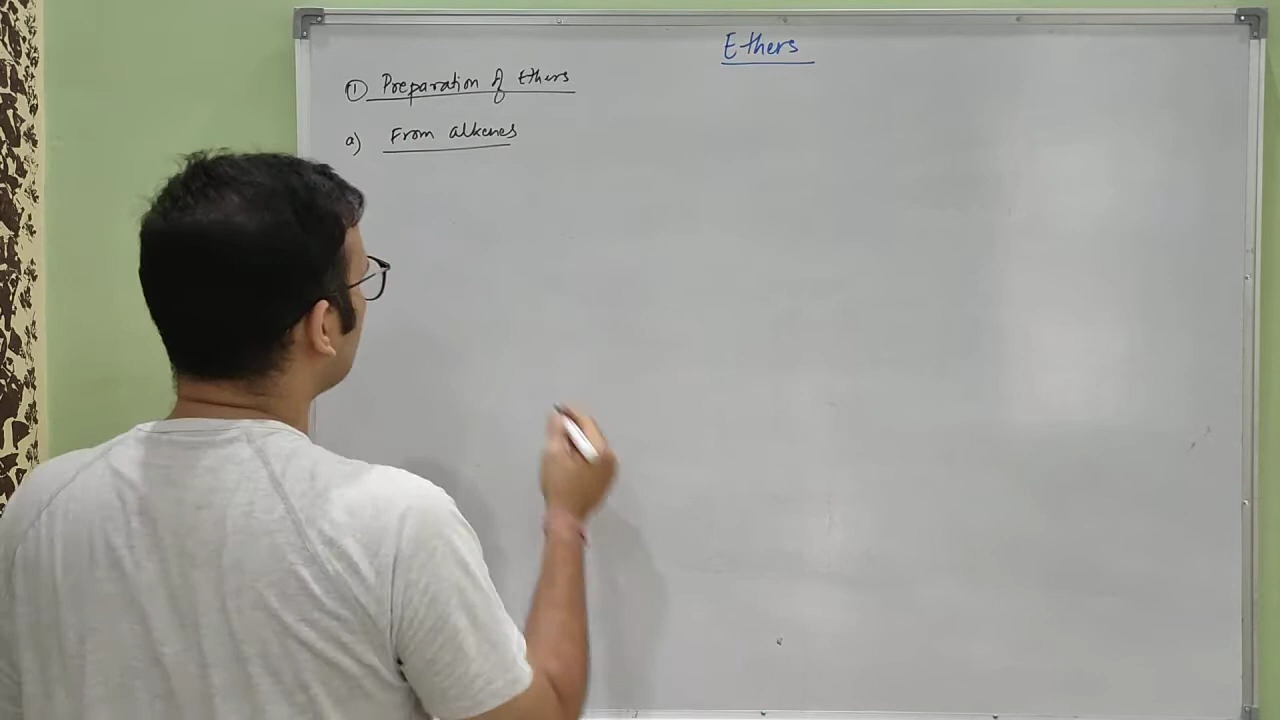 Ethers
① Preparation of Ethers
a) From alkenes